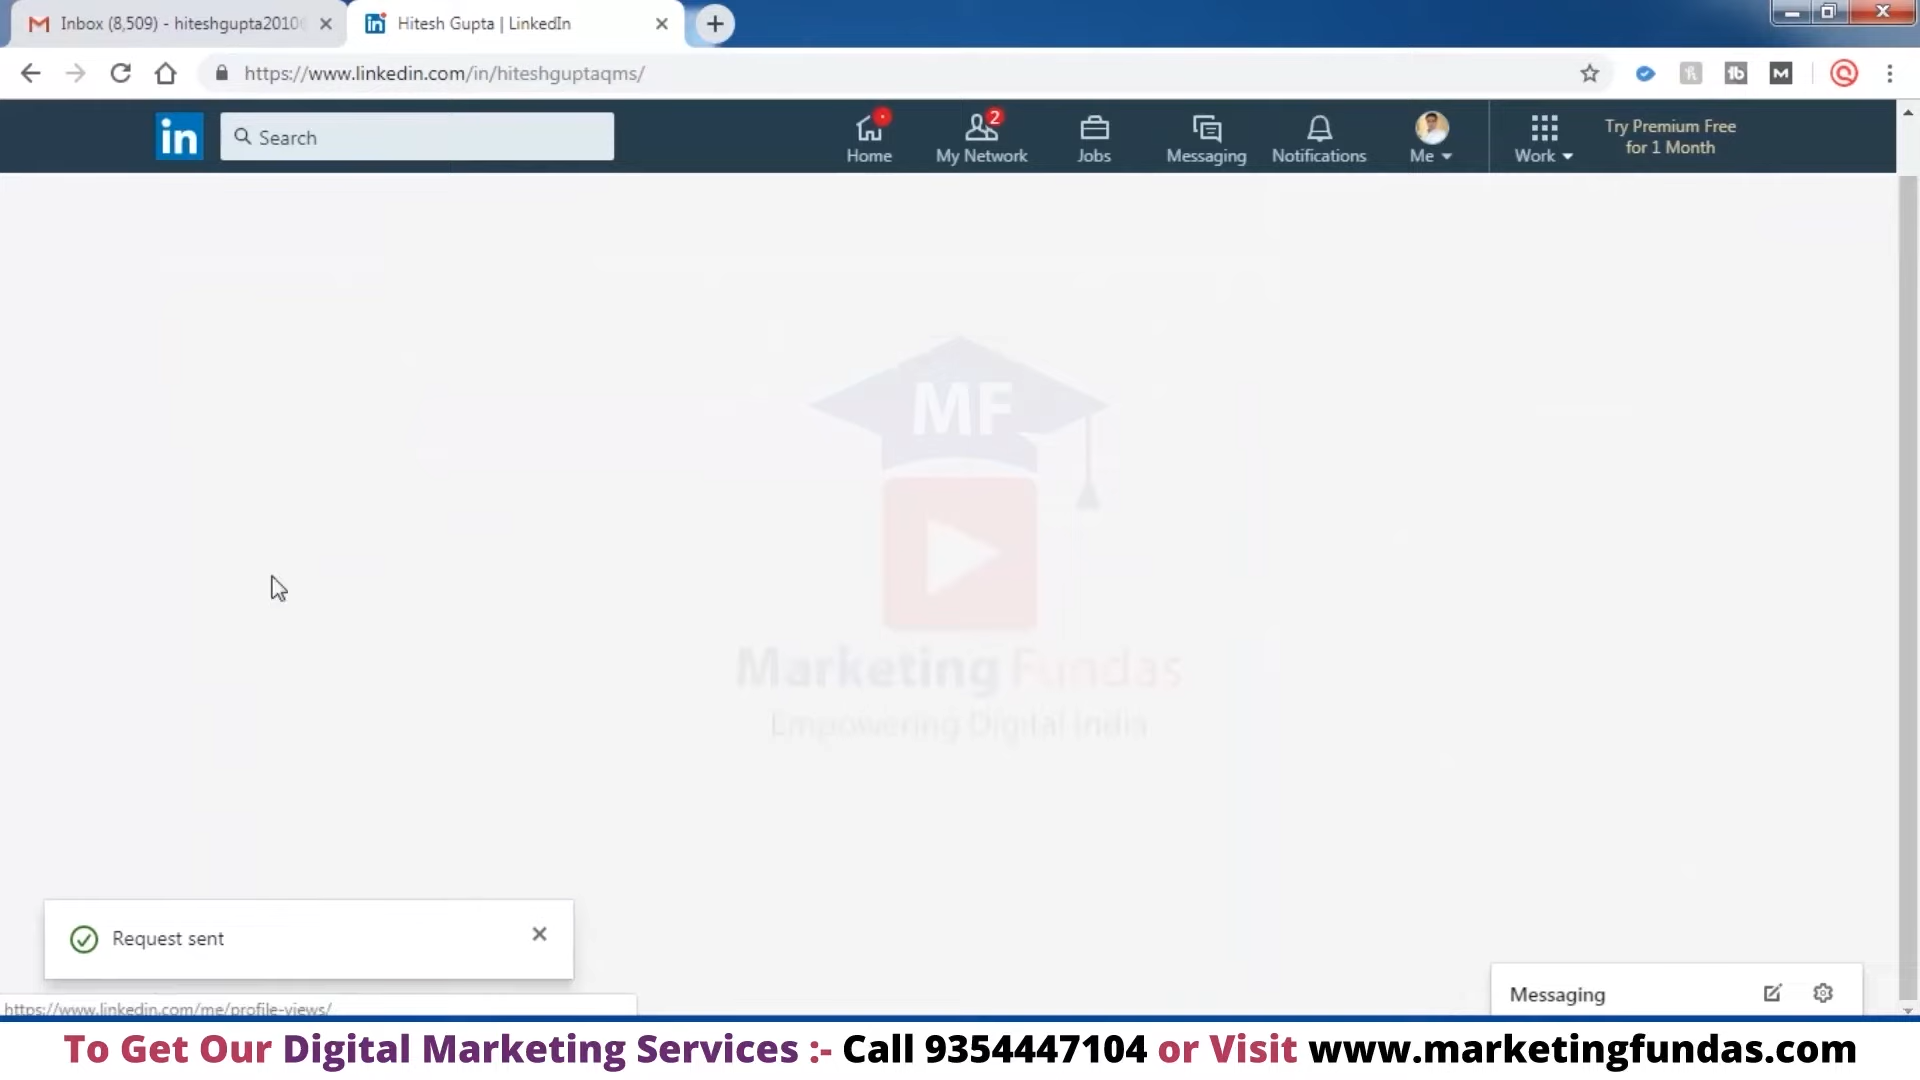 Inbox (8,509) - hiteshgupta2010
Hitesh Gupta | LinkedIn
https://www.linkedin.com/in/hiteshguptaqms/
in
Search
2
Home
My Network
Jobs
Messaging
Notifications
Me
Work
Try Premium Free
for 1 Month
MF
Marketing Fundas
Empowering Digital India
Request sent
Messaging
https://www.linkedin.com/me/profile-views/
To Get Our Digital Marketing Services :- Call 9354447104 or Visit www.marketingfundas.com